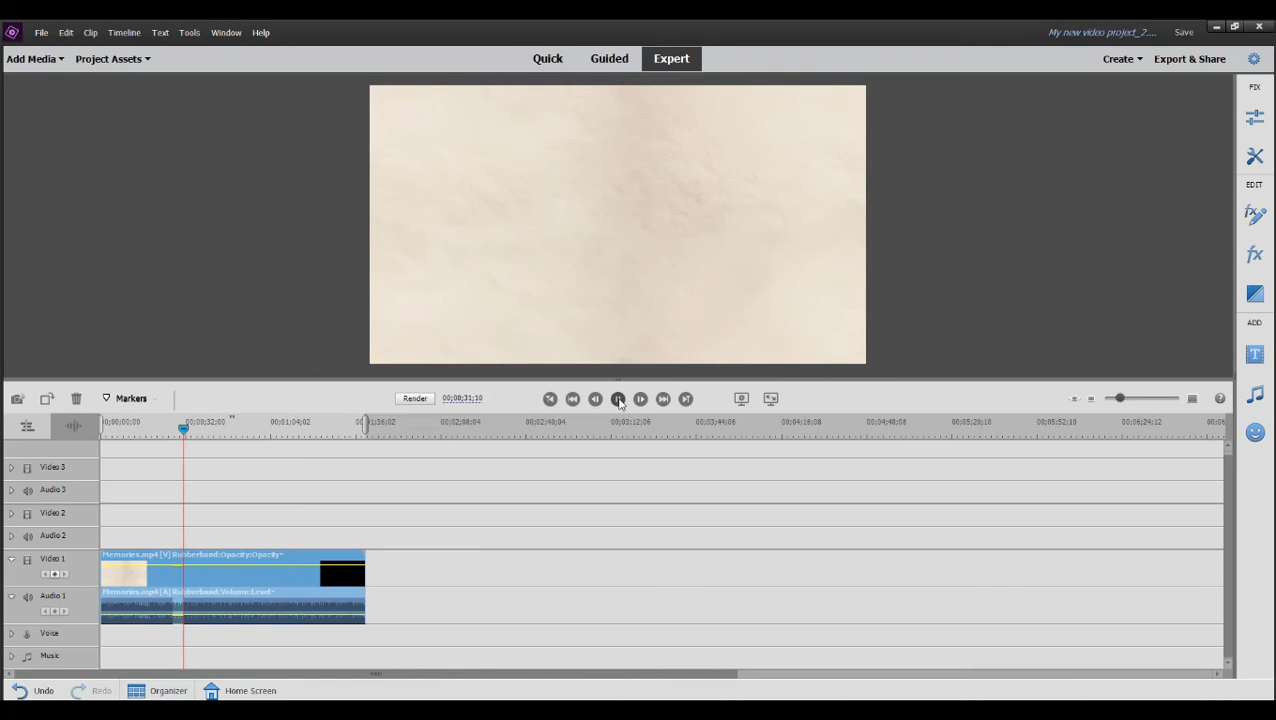 File Edit Clip Timeline Text Tools Window Help
My new video project_2.... Save
Add Media Project Assets Quick Guided Expert Create Export & Share
FIX
EDIT
ADD
Markers Render 00;00;31;10
00;00;32;00 00;01;04;02 00;02;08;04 00;02;40;04 00;03;12;06 00;03;44;06 00;04;16;08 00;04;48;08 00;05;20;10 00;05;52;10 00;06;24;12
Video 3
Audio 3
Video 2
Audio 2
Video 1
Memories.mp4 [V] Rubberband:Opacity:Opacity
Audio 1
Memories.mp4 [A] Rubberband:Volume:Level
Voice
Music
Undo Redo Organizer Home Screen